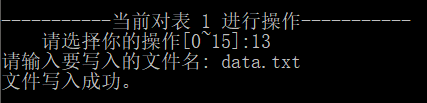 -----------当前对表 1 进行操作-----------
请选择你的操作[0~15]:13
请输入要写入的文件名: data.txt
文件写入成功。